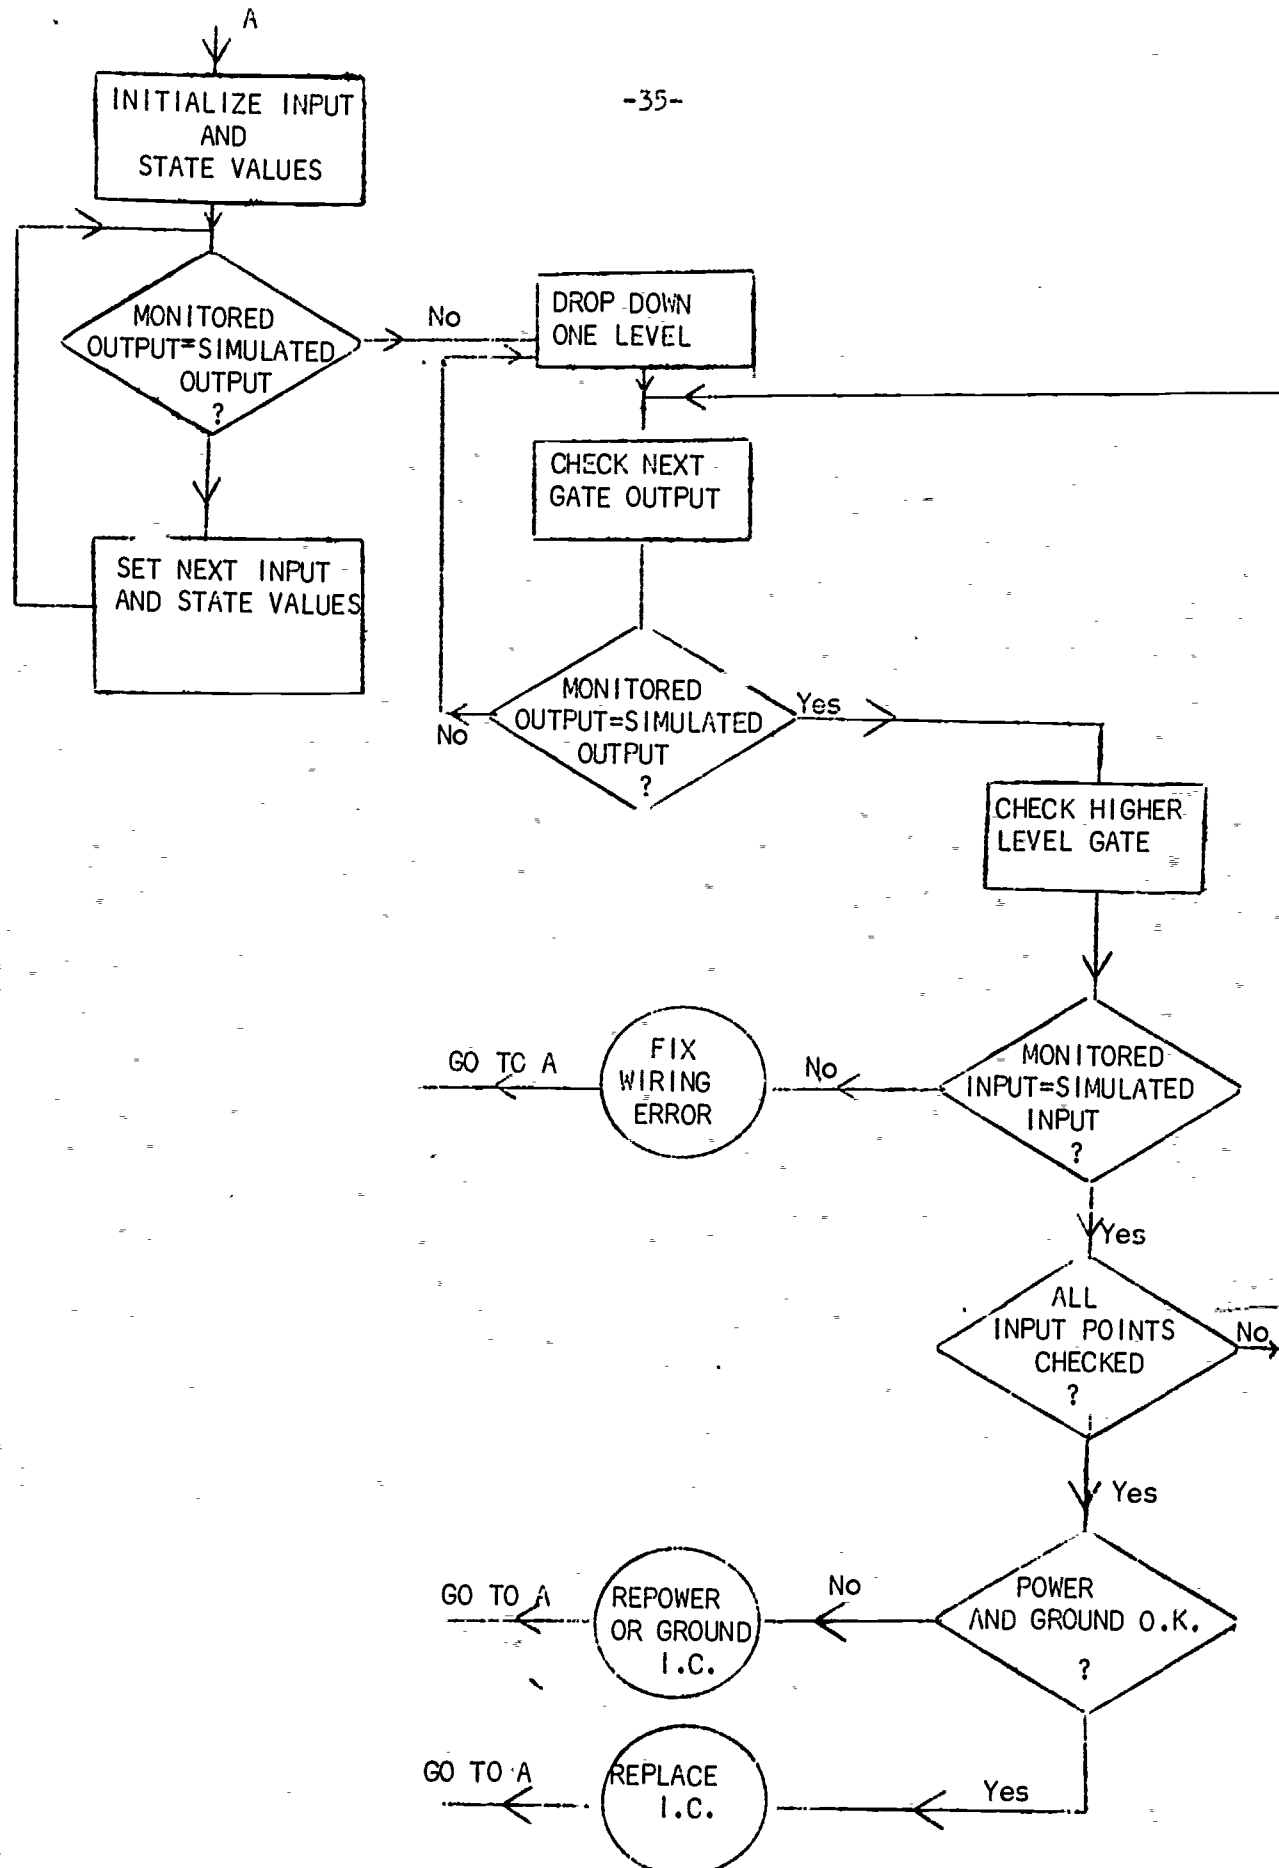 A
-35-
INITIALIZE INPUT
AND
STATE VALUES
MONITORED
OUTPUT=SIMULATED
OUTPUT
?
No
DROP DOWN
ONE LEVEL
CHECK NEXT
GATE OUTPUT
SET NEXT INPUT
AND STATE VALUES
MONITORED
OUTPUT=SIMULATED
OUTPUT
?
No
Yes
CHECK HIGHER
LEVEL GATE
MONITORED
INPUT=SIMULATED
INPUT
?
No
FIX
WIRING
ERROR
GO TO A
Yes
ALL
INPUT POINTS
CHECKED
?
No
Yes
POWER
AND GROUND O.K.
?
No
REPOWER
OR GROUND
I.C.
GO TO A
Yes
REPLACE
I.C.
GO TO A